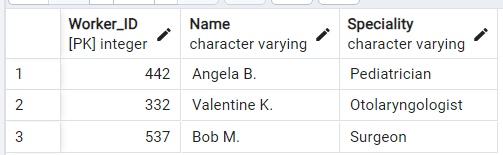 Worker_ID Name Speciality
[PK] integer character varying character varying
1 442 Angela B. Pediatrician
2 332 Valentine K. Otolaryngologist
3 537 Bob M. Surgeon